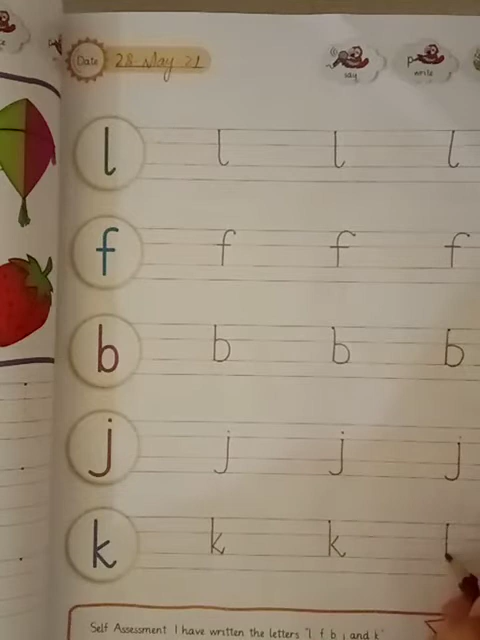 Date 28-May 21
say
write
l l l l
f f f f
b b b b
j j j j
k k k
Self Assessment I have written the letters "l f b j and k"